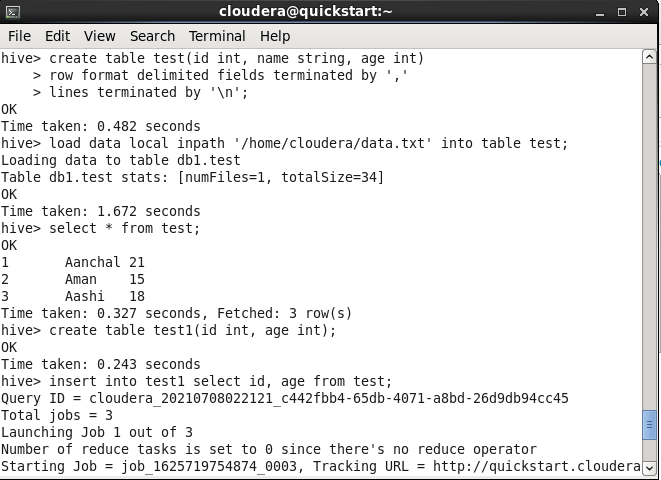 cloudera@quickstart:~
File Edit View Search Terminal Help
hive> create table test(id int, name string, age int)
    > row format delimited fields terminated by ','
    > lines terminated by '\n';
OK
Time taken: 0.482 seconds
hive> load data local inpath '/home/cloudera/data.txt' into table test;
Loading data to table db1.test
Table db1.test stats: [numFiles=1, totalSize=34]
OK
Time taken: 1.672 seconds
hive> select * from test;
OK
1       Aanchal 21
2       Aman    15
3       Aashi   18
Time taken: 0.327 seconds, Fetched: 3 row(s)
hive> create table test1(id int, age int);
OK
Time taken: 0.243 seconds
hive> insert into test1 select id, age from test;
Query ID = cloudera_20210708022121_c442fbb4-65db-4071-a8bd-26d9db94cc45
Total jobs = 3
Launching Job 1 out of 3
Number of reduce tasks is set to 0 since there's no reduce operator
Starting Job = job_1625719754874_0003, Tracking URL = http://quickstart.cloudera